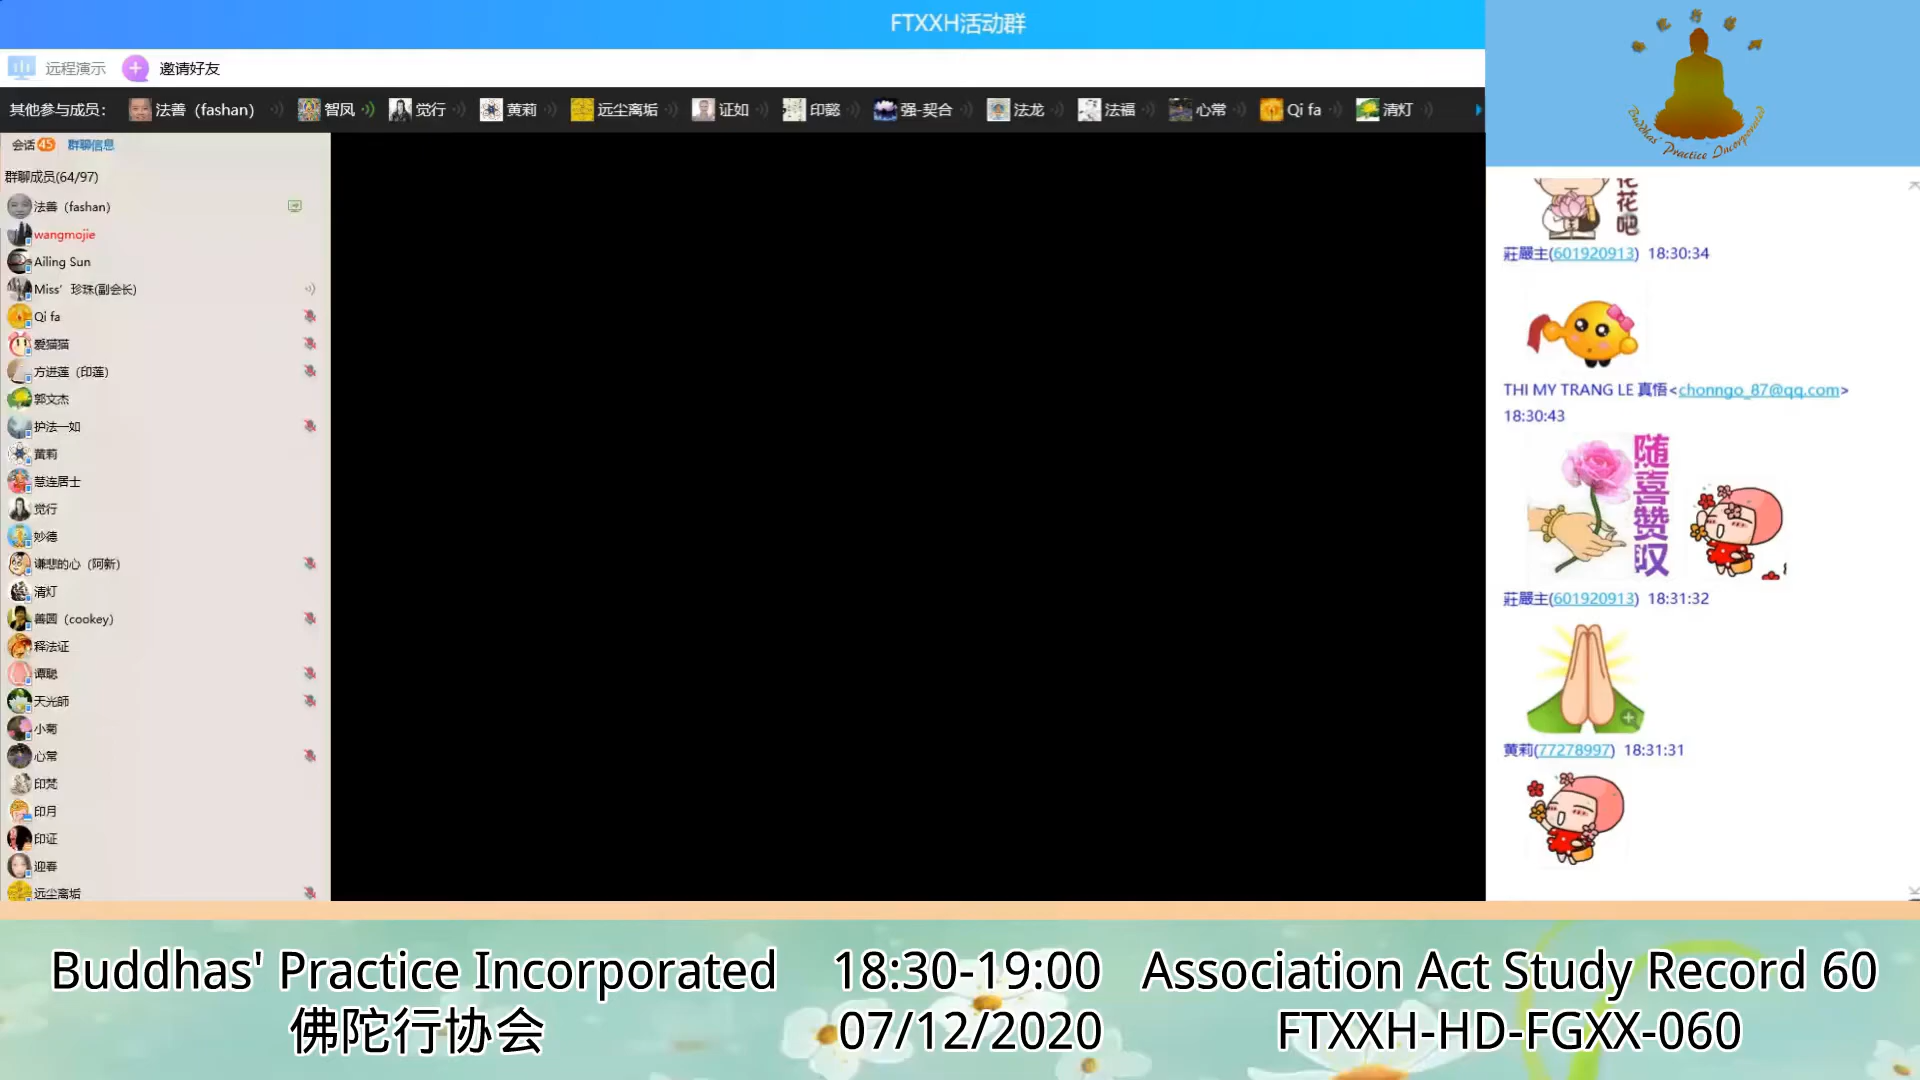 FTXXH活动群
远程演示 邀请好友
其他参与成员: 法善 (fashan) 智凤 觉行 黄莉 远尘离垢 证如 印懿 强-契合 法龙 法福 心常 Qi fa 清灯
会话 45 群聊信息
群聊成员(64/97)
法善 (fashan)
wangmojie
Ailing Sun
Miss’ 珍珠(副会长)
Qi fa
爱猫猫
方进莲 (印莲)
郭文杰
护法一如
黄莉
慧连居士
觉行
妙德
谦悲的心 (阿新)
清灯
善圆 (cookey)
释法证
谭聪
天光師
小菊
心常
印梵
印月
印证
迎春
远尘离垢
Buddhas' Practice Incorporated
花吧
莊嚴主(601920913) 18:30:34
THI MY TRANG LE 真悟<chonngo_87@qq.com>
18:30:43
随喜赞叹
莊嚴主(601920913) 18:31:32
黄莉(77278997) 18:31:31
Buddhas' Practice Incorporated 18:30-19:00 Association Act Study Record 60
佛陀行协会 07/12/2020 FTXXH-HD-FGXX-060